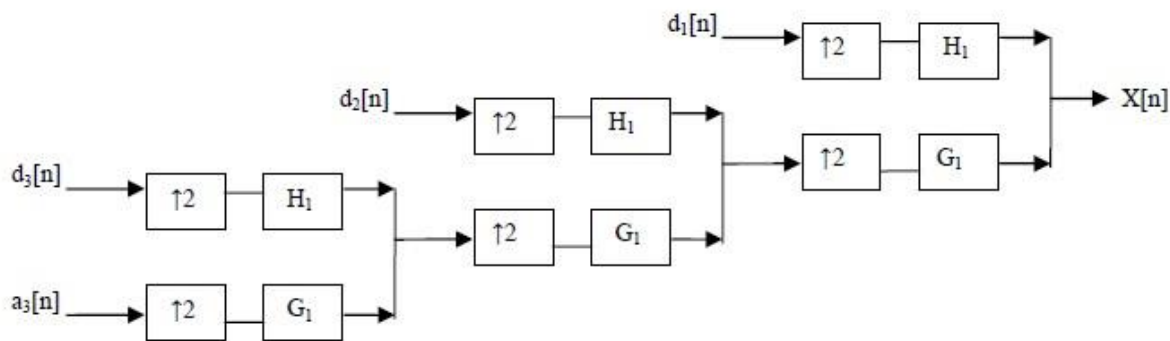 d₁[n]
↑2
H₁
d₂[n]
↑2
H₁
X[n]
↑2
G₁
d₃[n]
↑2
H₁
↑2
G₁
a₃[n]
↑2
G₁